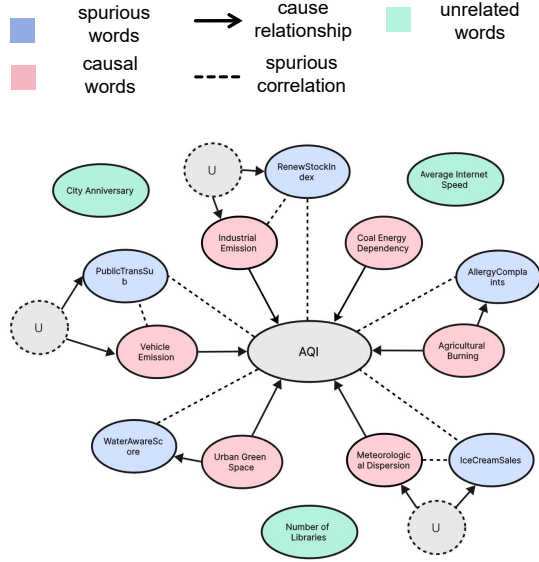 spurious
words
cause
relationship
unrelated
words
causal
words
spurious
correlation
U
RenewStockIn
dex
City Anniversary
Average Internet
Speed
Industrial
Emission
Coal Energy
Dependency
PublicTransSu
b
AllergyCompla
ints
U
Vehicle
Emission
AQI
Agricultural
Burning
WaterAwareSc
ore
Urban Green
Space
Meteorologic
al Dispersion
IceCreamSales
Number of
Libraries
U